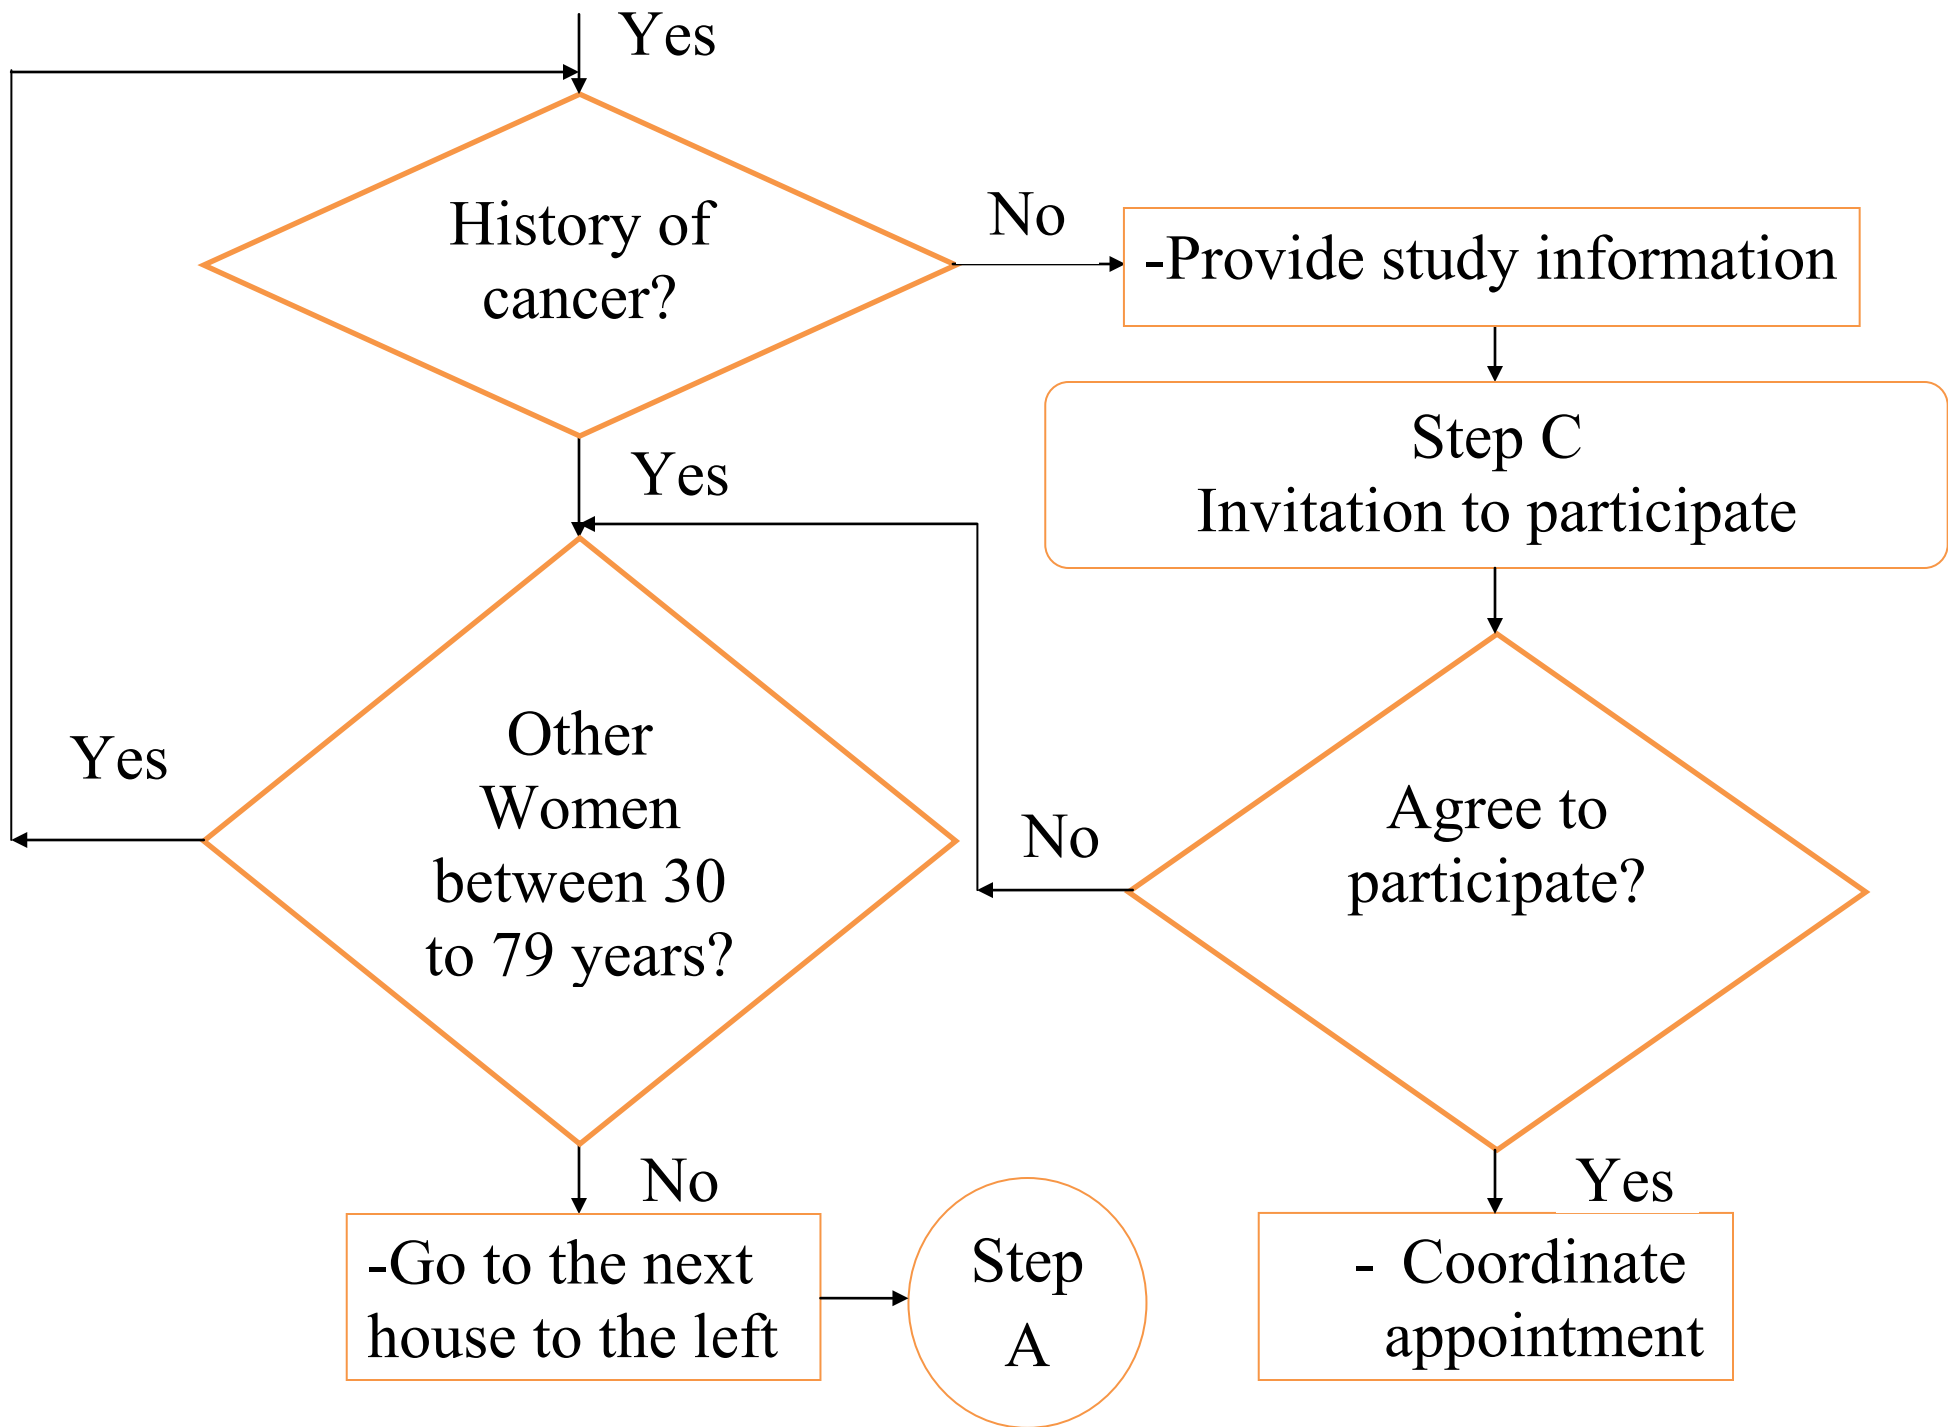 Yes
History of
cancer?
No
-Provide study information
Step C
Invitation to participate
Yes
Other
Women
between 30
to 79 years?
Yes
Agree to
participate?
No
No
-Go to the next
house to the left
Step
A
Yes
- Coordinate
appointment